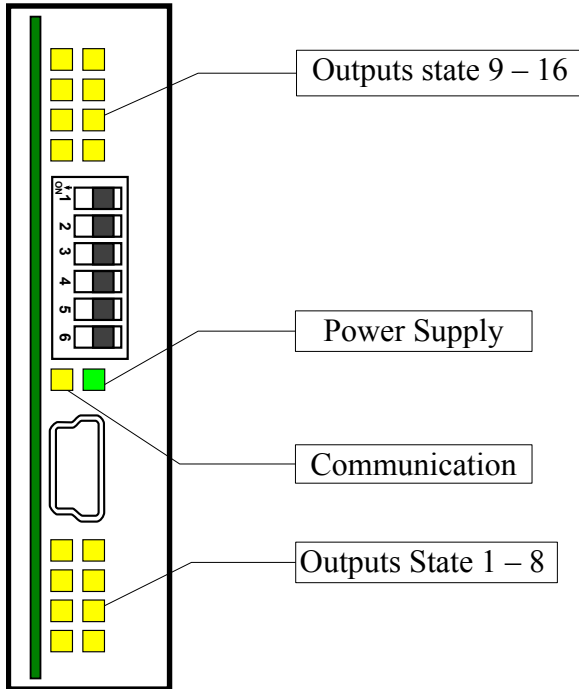 Outputs state 9 – 16
ON
1
2
3
4
5
6
Power Supply
Communication
Outputs State 1 – 8